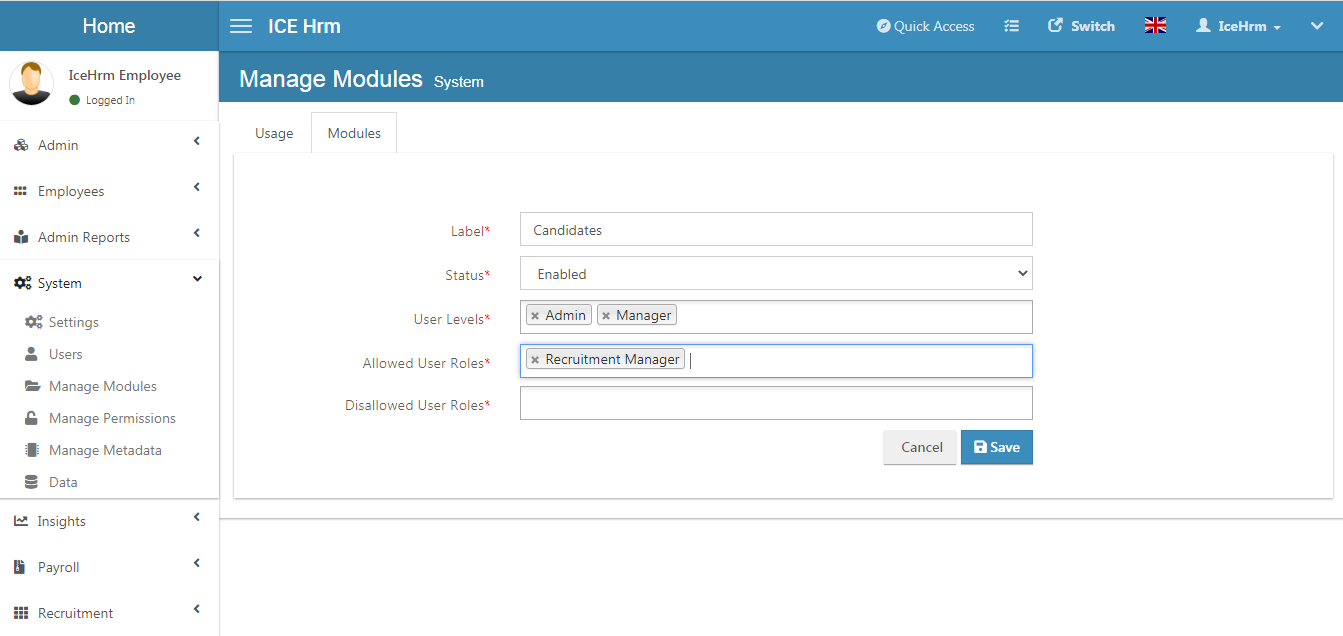 Home
ICE Hrm
Quick Access
Switch
IceHrm
IceHrm Employee
Logged In
Manage Modules System
Admin
Employees
Admin Reports
System
Settings
Users
Manage Modules
Manage Permissions
Manage Metadata
Data
Insights
Payroll
Recruitment
Usage
Modules
Label* Candidates
Status* Enabled
User Levels* × Admin × Manager
Allowed User Roles* × Recruitment Manager
Disallowed User Roles*
Cancel
Save